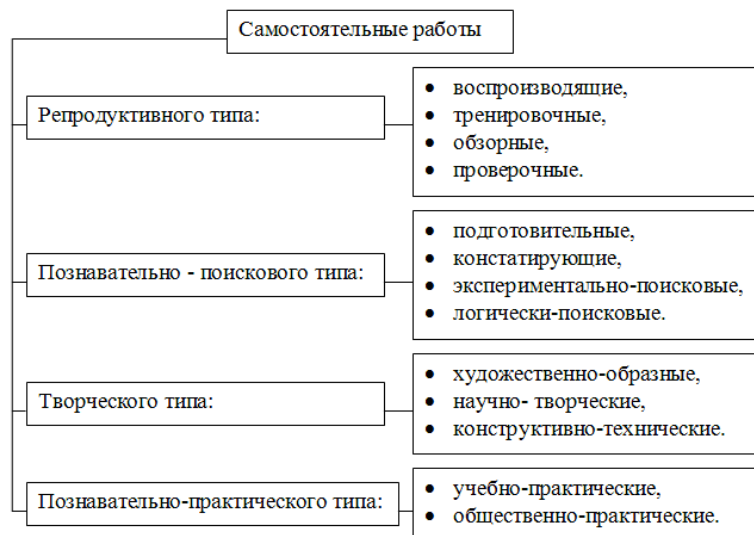 Самостоятельные работы
Репродуктивного типа:
• воспроизводящие,
• тренировочные,
• обзорные,
• проверочные.
Познавательно - поискового типа:
• подготовительные,
• констатирующие,
• экспериментально-поисковые,
• логически-поисковые.
Творческого типа:
• художественно-образные,
• научно- творческие,
• конструктивно-технические.
Познавательно-практического типа:
• учебно-практические,
• общественно-практические.